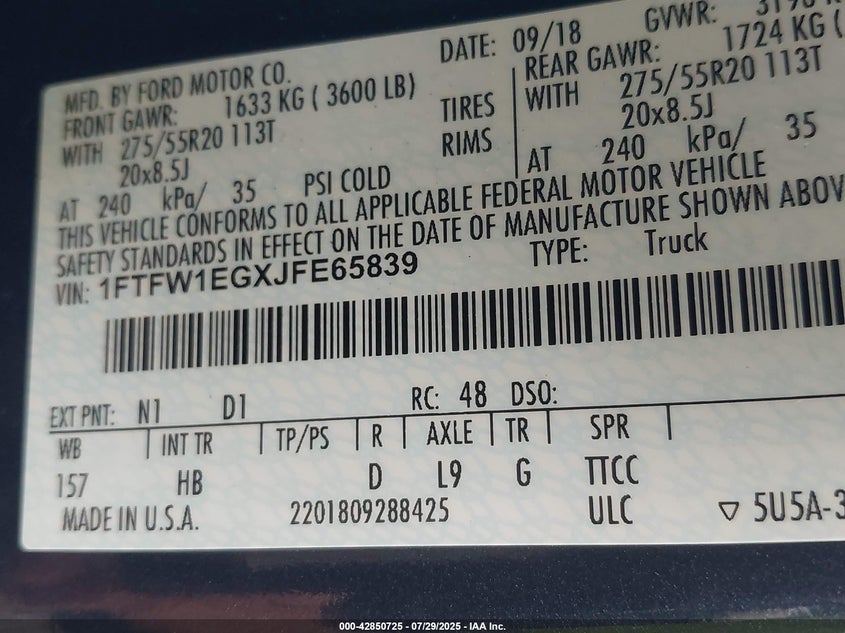 MFD. BY FORD MOTOR CO.
DATE: 09/18
GVWR:
FRONT GAWR: 1633 KG ( 3600 LB)
REAR GAWR: 1724 KG (
WITH 275/55R20 113T TIRES WITH 275/55R20 113T
20x8.5J RIMS 20x8.5J
AT 240 kPa/ 35 PSI COLD AT 240 kPa/ 35
THIS VEHICLE CONFORMS TO ALL APPLICABLE FEDERAL MOTOR VEHICLE
SAFETY STANDARDS IN EFFECT ON THE DATE OF MANUFACTURE SHOWN ABOV
VIN: 1FTFW1EGXJFE65839 TYPE: Truck
EXT PNT: N1 D1 RC: 48 DSO:
WB INT TR TP/PS R AXLE TR SPR
157 HB D L9 G TTCC
MADE IN U.S.A. 2201809288425 ULC ▽ 5U5A-3
000-42850725 - 07/29/2025 - IAA Inc.